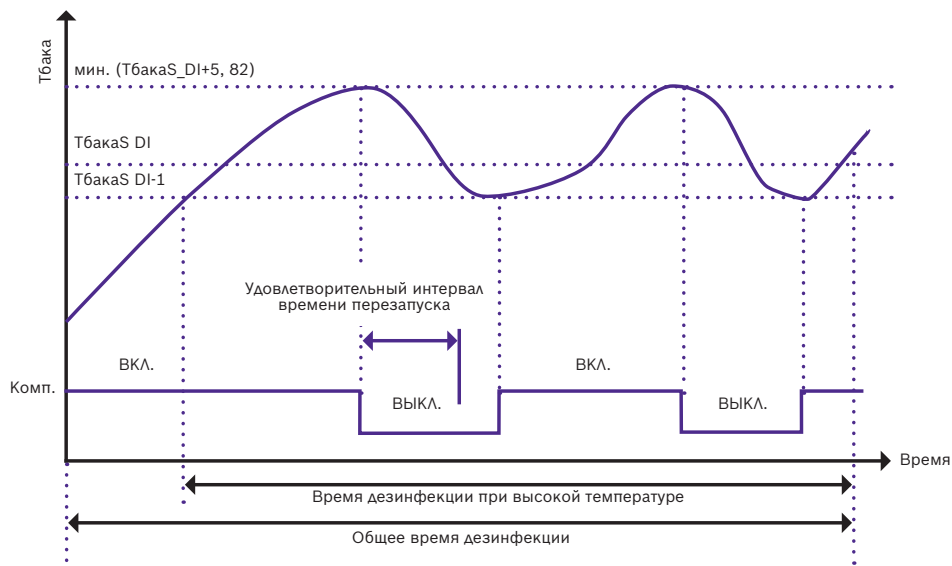 Тбака
мин. (ТбакаS_DI+5, 82)
ТбакаS DI
ТбакаS DI-1
Удовлетворительный интервал
времени перезапуска
ВКЛ.
ВКЛ.
Комп.
ВЫКЛ.
ВЫКЛ.
Время
Время дезинфекции при высокой температуре
Общее время дезинфекции